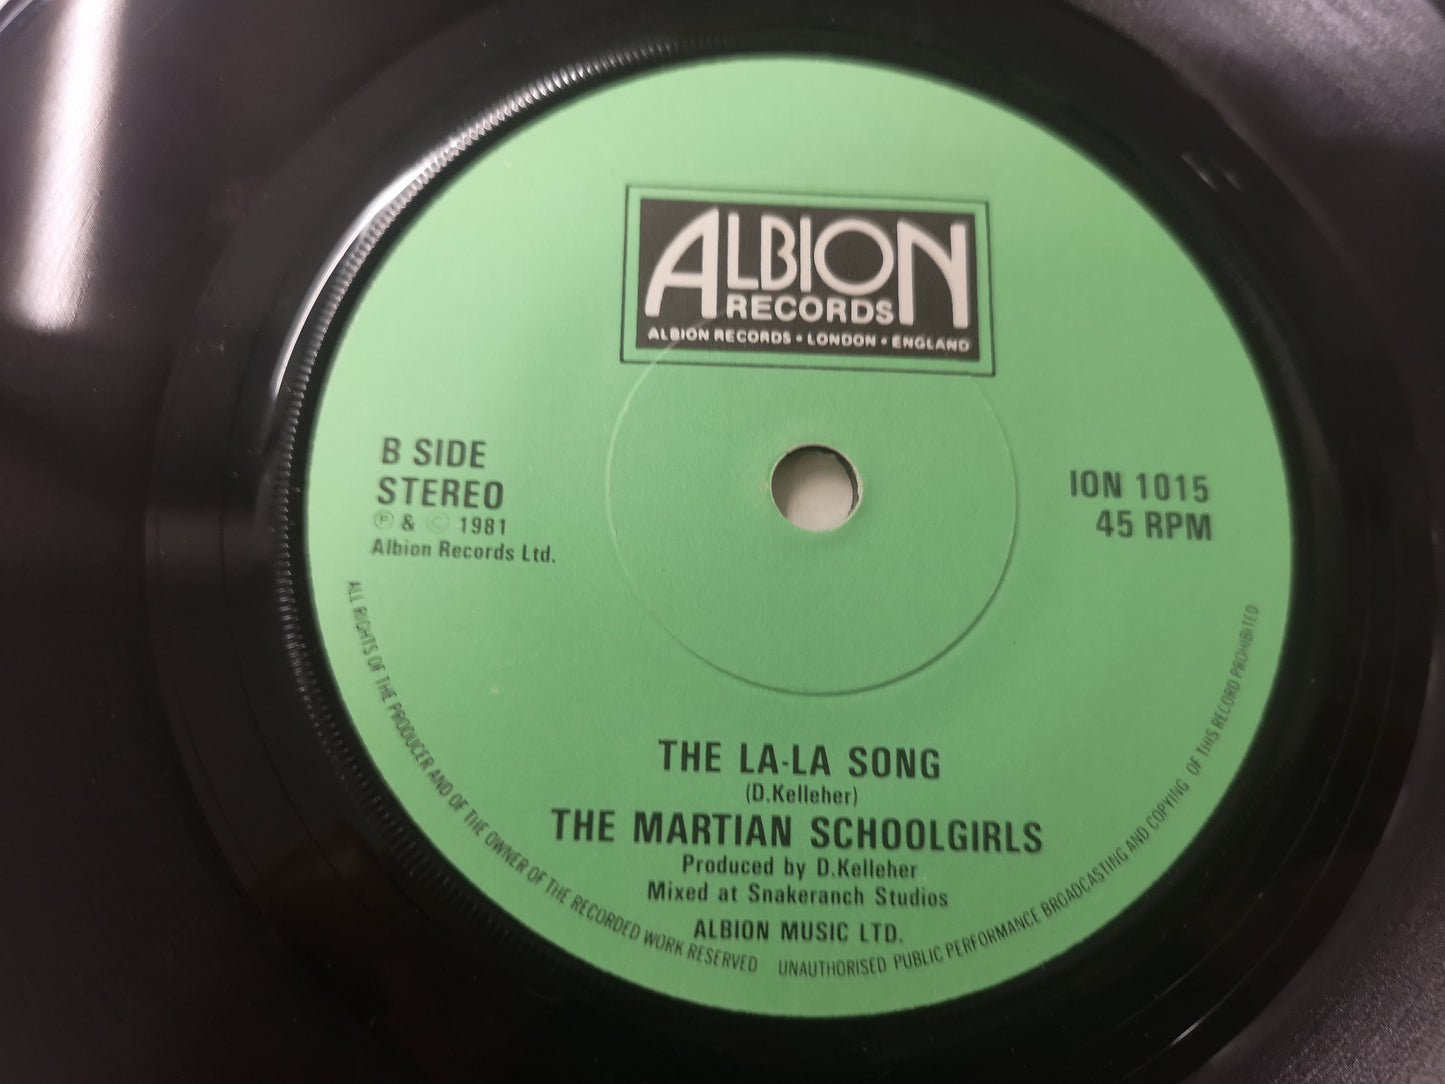 ALBION
RECORDS
ALBION RECORDS • LONDON • ENGLAND
B SIDE
STEREO
℗ & © 1981
Albion Records Ltd.
ION 1015
45 RPM
THE LA-LA SONG
(D.Kelleher)
THE MARTIAN SCHOOLGIRLS
Produced by D.Kelleher
Mixed at Snakeranch Studios
ALBION MUSIC LTD.
ALL RIGHTS OF THE PRODUCER AND OF THE OWNER OF THE RECORDED WORK RESERVED UNAUTHORISED PUBLIC PERFORMANCE BROADCASTING AND COPYING OF THIS RECORD PROHIBITED